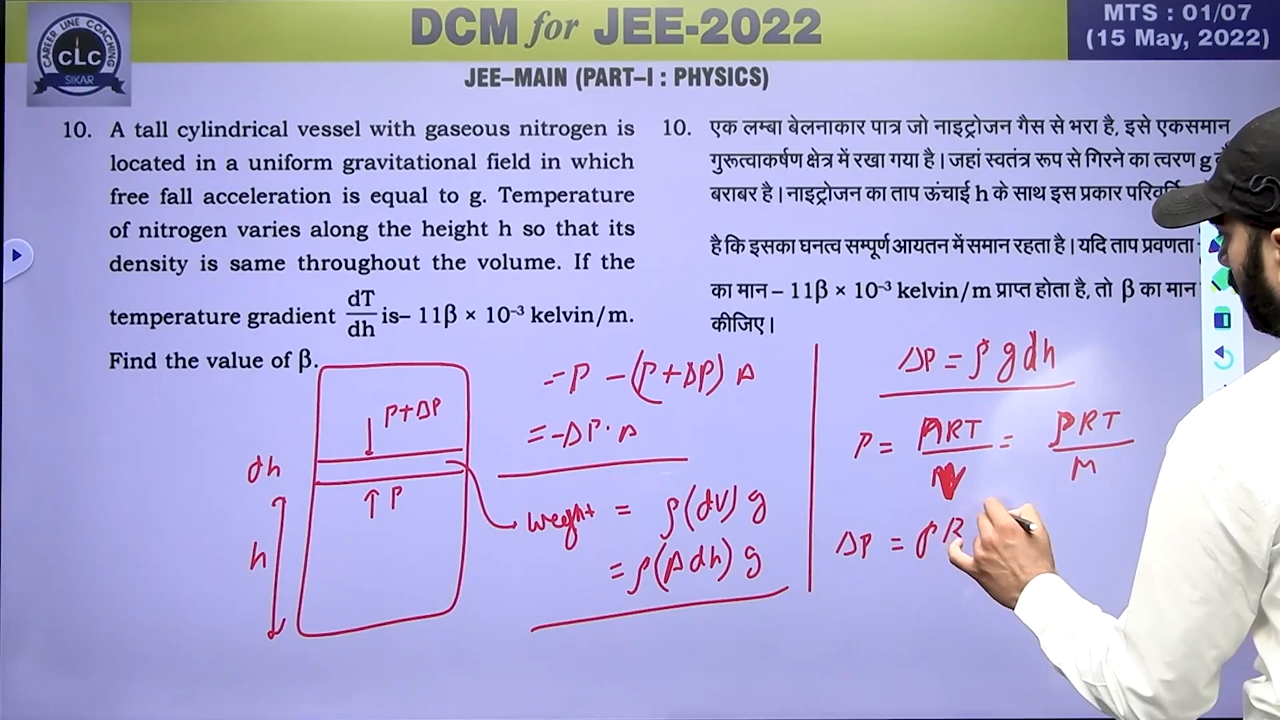 CAREER LINE COACHING
CLC
SIKAR
DCM for JEE-2022
MTS : 01/07
(15 May, 2022)
JEE–MAIN (PART–I : PHYSICS)
10. A tall cylindrical vessel with gaseous nitrogen is
located in a uniform gravitational field in which
free fall acceleration is equal to g. Temperature
of nitrogen varies along the height h so that its
density is same throughout the volume. If the
temperature gradient dT/dh is– 11β × 10⁻³ kelvin/m.
Find the value of β.
10. एक लम्बा बेलनाकार पात्र जो नाइट्रोजन गैस से भरा है, इसे एकसमान
गुरूत्वाकर्षण क्षेत्र में रखा गया है। जहां स्वतंत्र रूप से गिरने का त्वरण g
बराबर है। नाइट्रोजन का ताप ऊंचाई h के साथ इस प्रकार
है कि इसका घनत्व सम्पूर्ण आयतन में समान रहता है। यदि ताप प्रवणता
का मान – 11β × 10⁻³ kelvin/m प्राप्त होता है, तो β का मान
कीजिए।
P+ΔP
dh
↑ P
h
= P – (P+ΔP) A
= -ΔP · A
weight = ρ(dv) g
= ρ(A dh) g
ΔP = ρ g dh
P = RT/ = ρRT/M
ΔP = ρ R